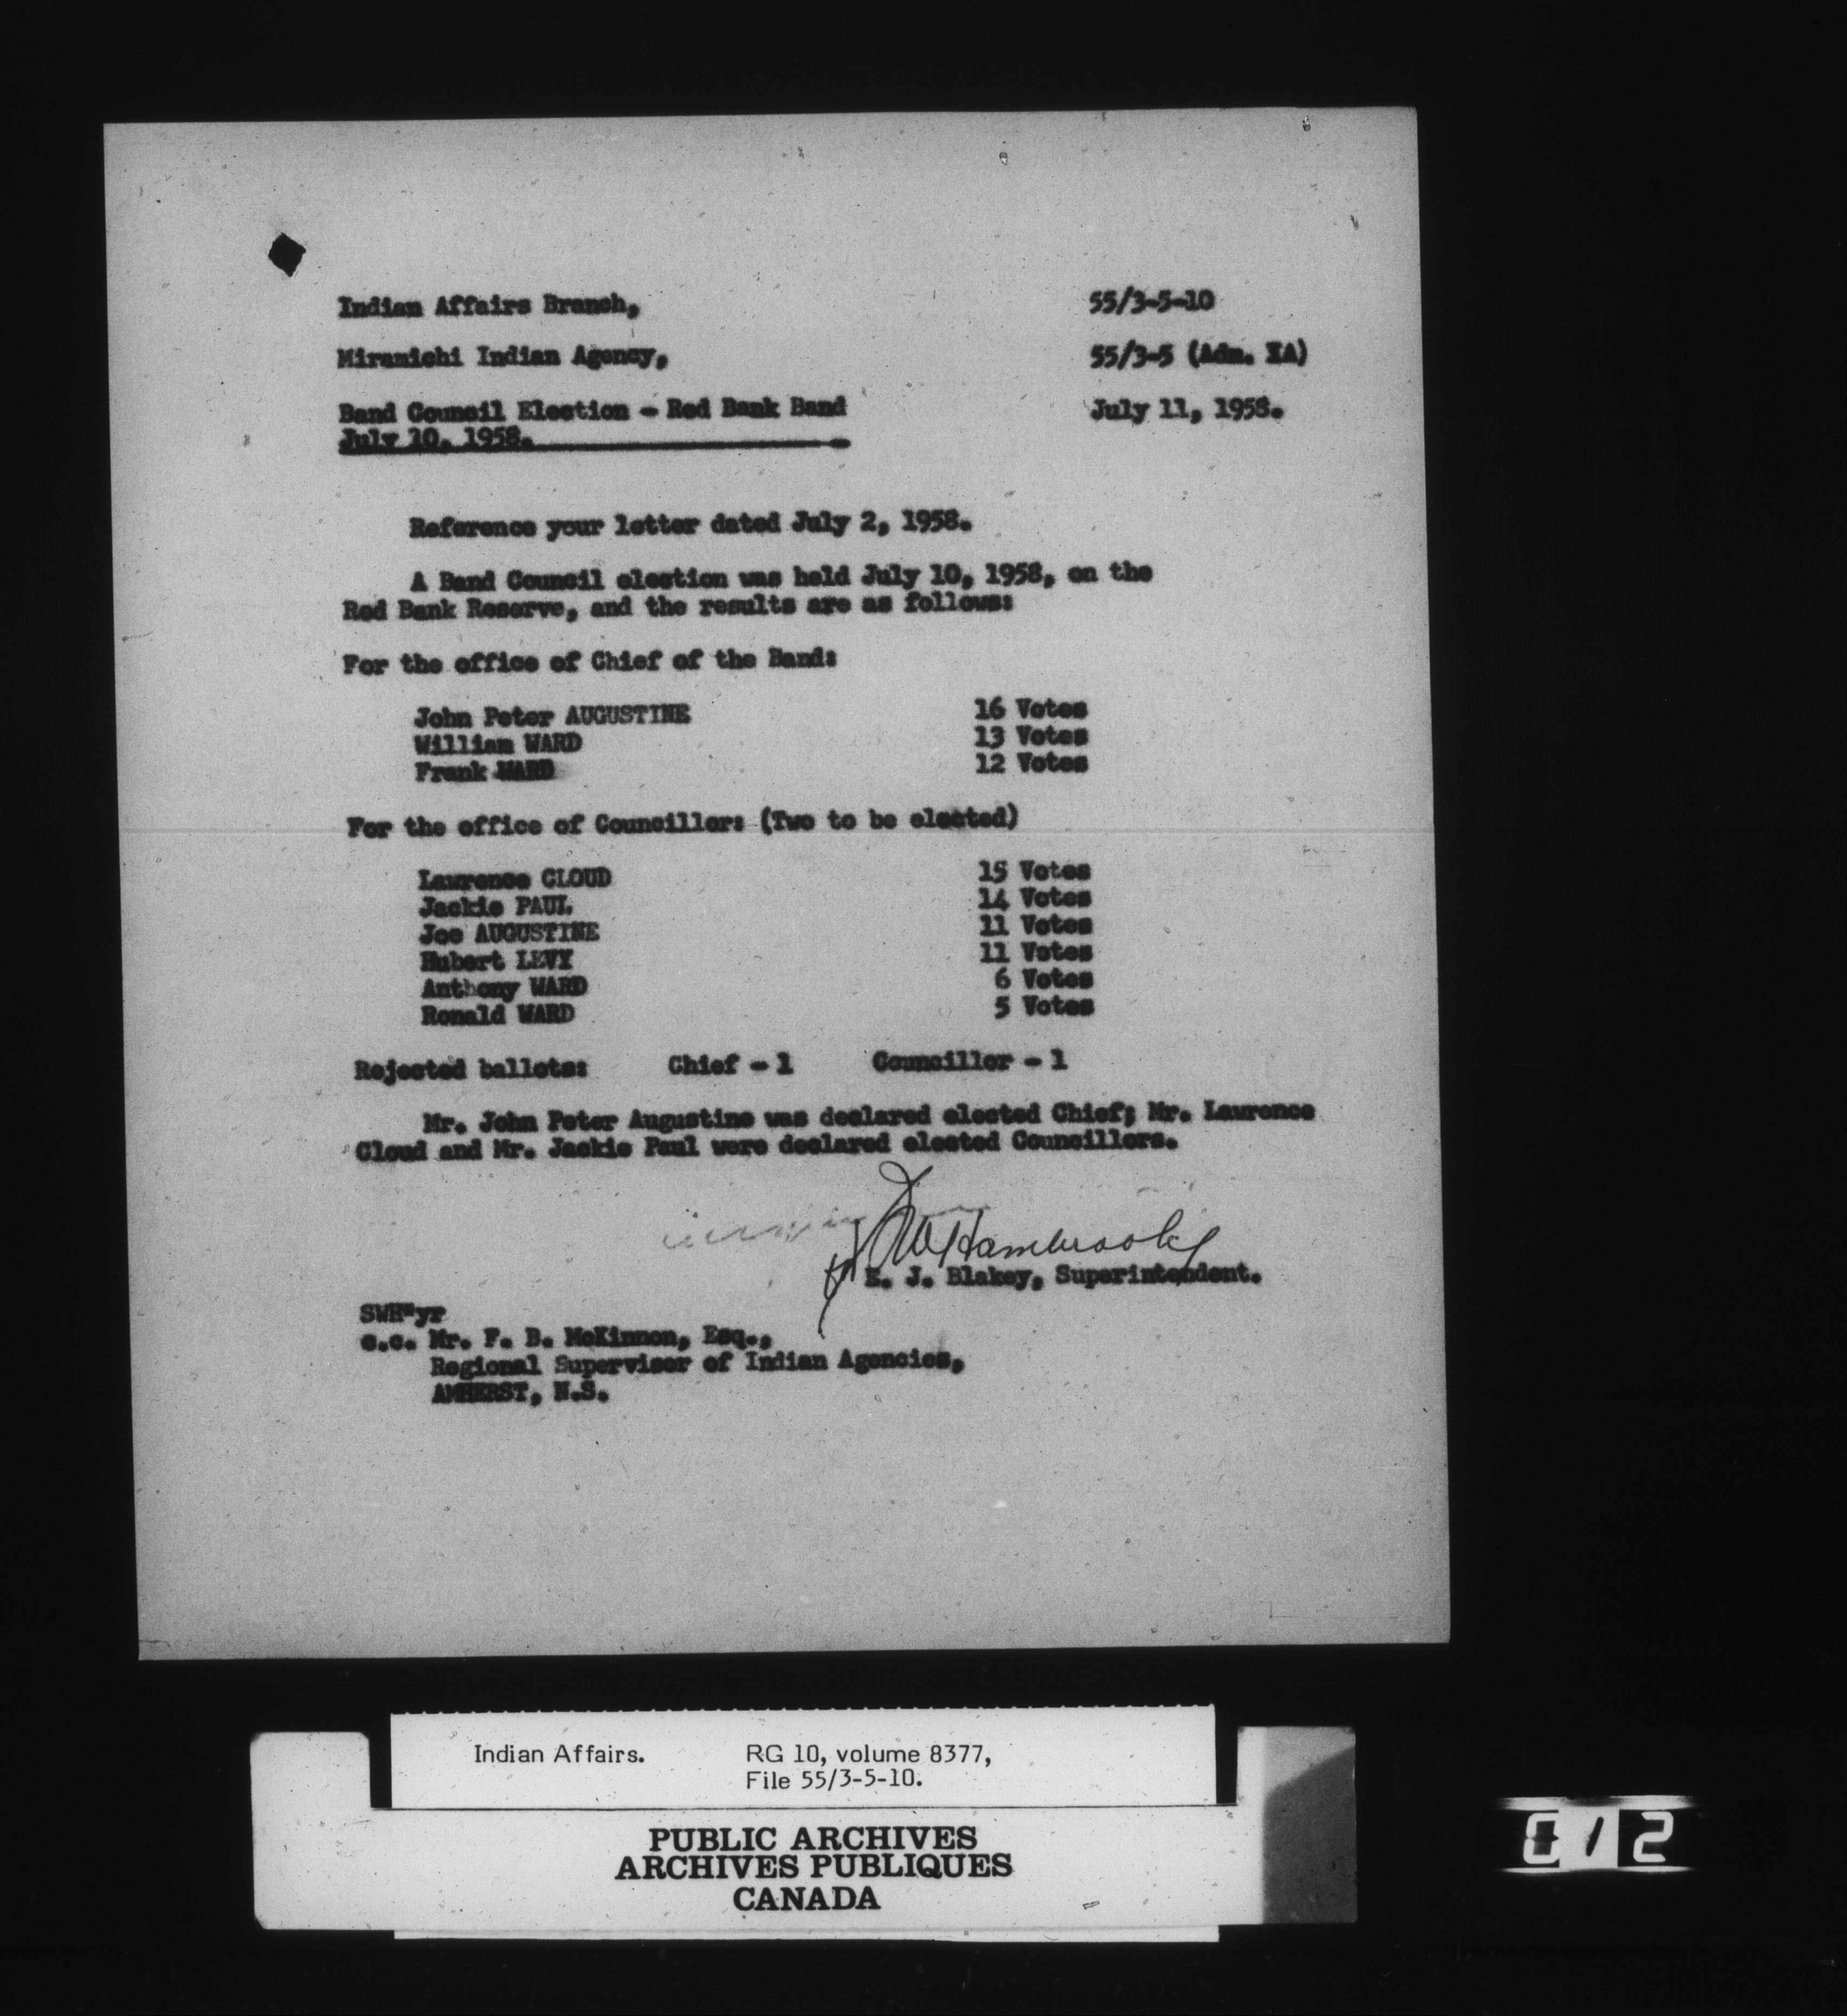 Indian Affairs Branch, 55/3-5-10
Miramichi Indian Agency, 55/3-5 (Adm. IA)
Band Council Election - Red Bank Band July 11, 1958.
July 10, 1958.
Reference your letter dated July 2, 1958.
A Band Council election was held July 10, 1958, on the
Red Bank Reserve, and the results are as follows:
For the office of Chief of the Band:
John Peter AUGUSTINE 16 Votes
William WARD 13 Votes
Frank WARD 12 Votes
For the office of Councillor: (Two to be elected)
Lawrence CLOUD 15 Votes
Jackie PAUL 14 Votes
Joe AUGUSTINE 11 Votes
Hubert LEVY 11 Votes
Anthony WARD 6 Votes
Ronald WARD 5 Votes
Rejected ballots: Chief - 1 Councillor - 1
Mr. John Peter Augustine was declared elected Chief; Mr. Lawrence
Cloud and Mr. Jackie Paul were declared elected Councillors.
Hambrook
E. J. Blakey, Superintendent.
SWH*yr
c.c. Mr. F. B. McKinnon, Esq.,
Regional Supervisor of Indian Agencies,
AMHERST, N.S.
Indian Affairs. RG 10, volume 8377,
File 55/3-5-10.
PUBLIC ARCHIVES
ARCHIVES PUBLIQUES
CANADA
012